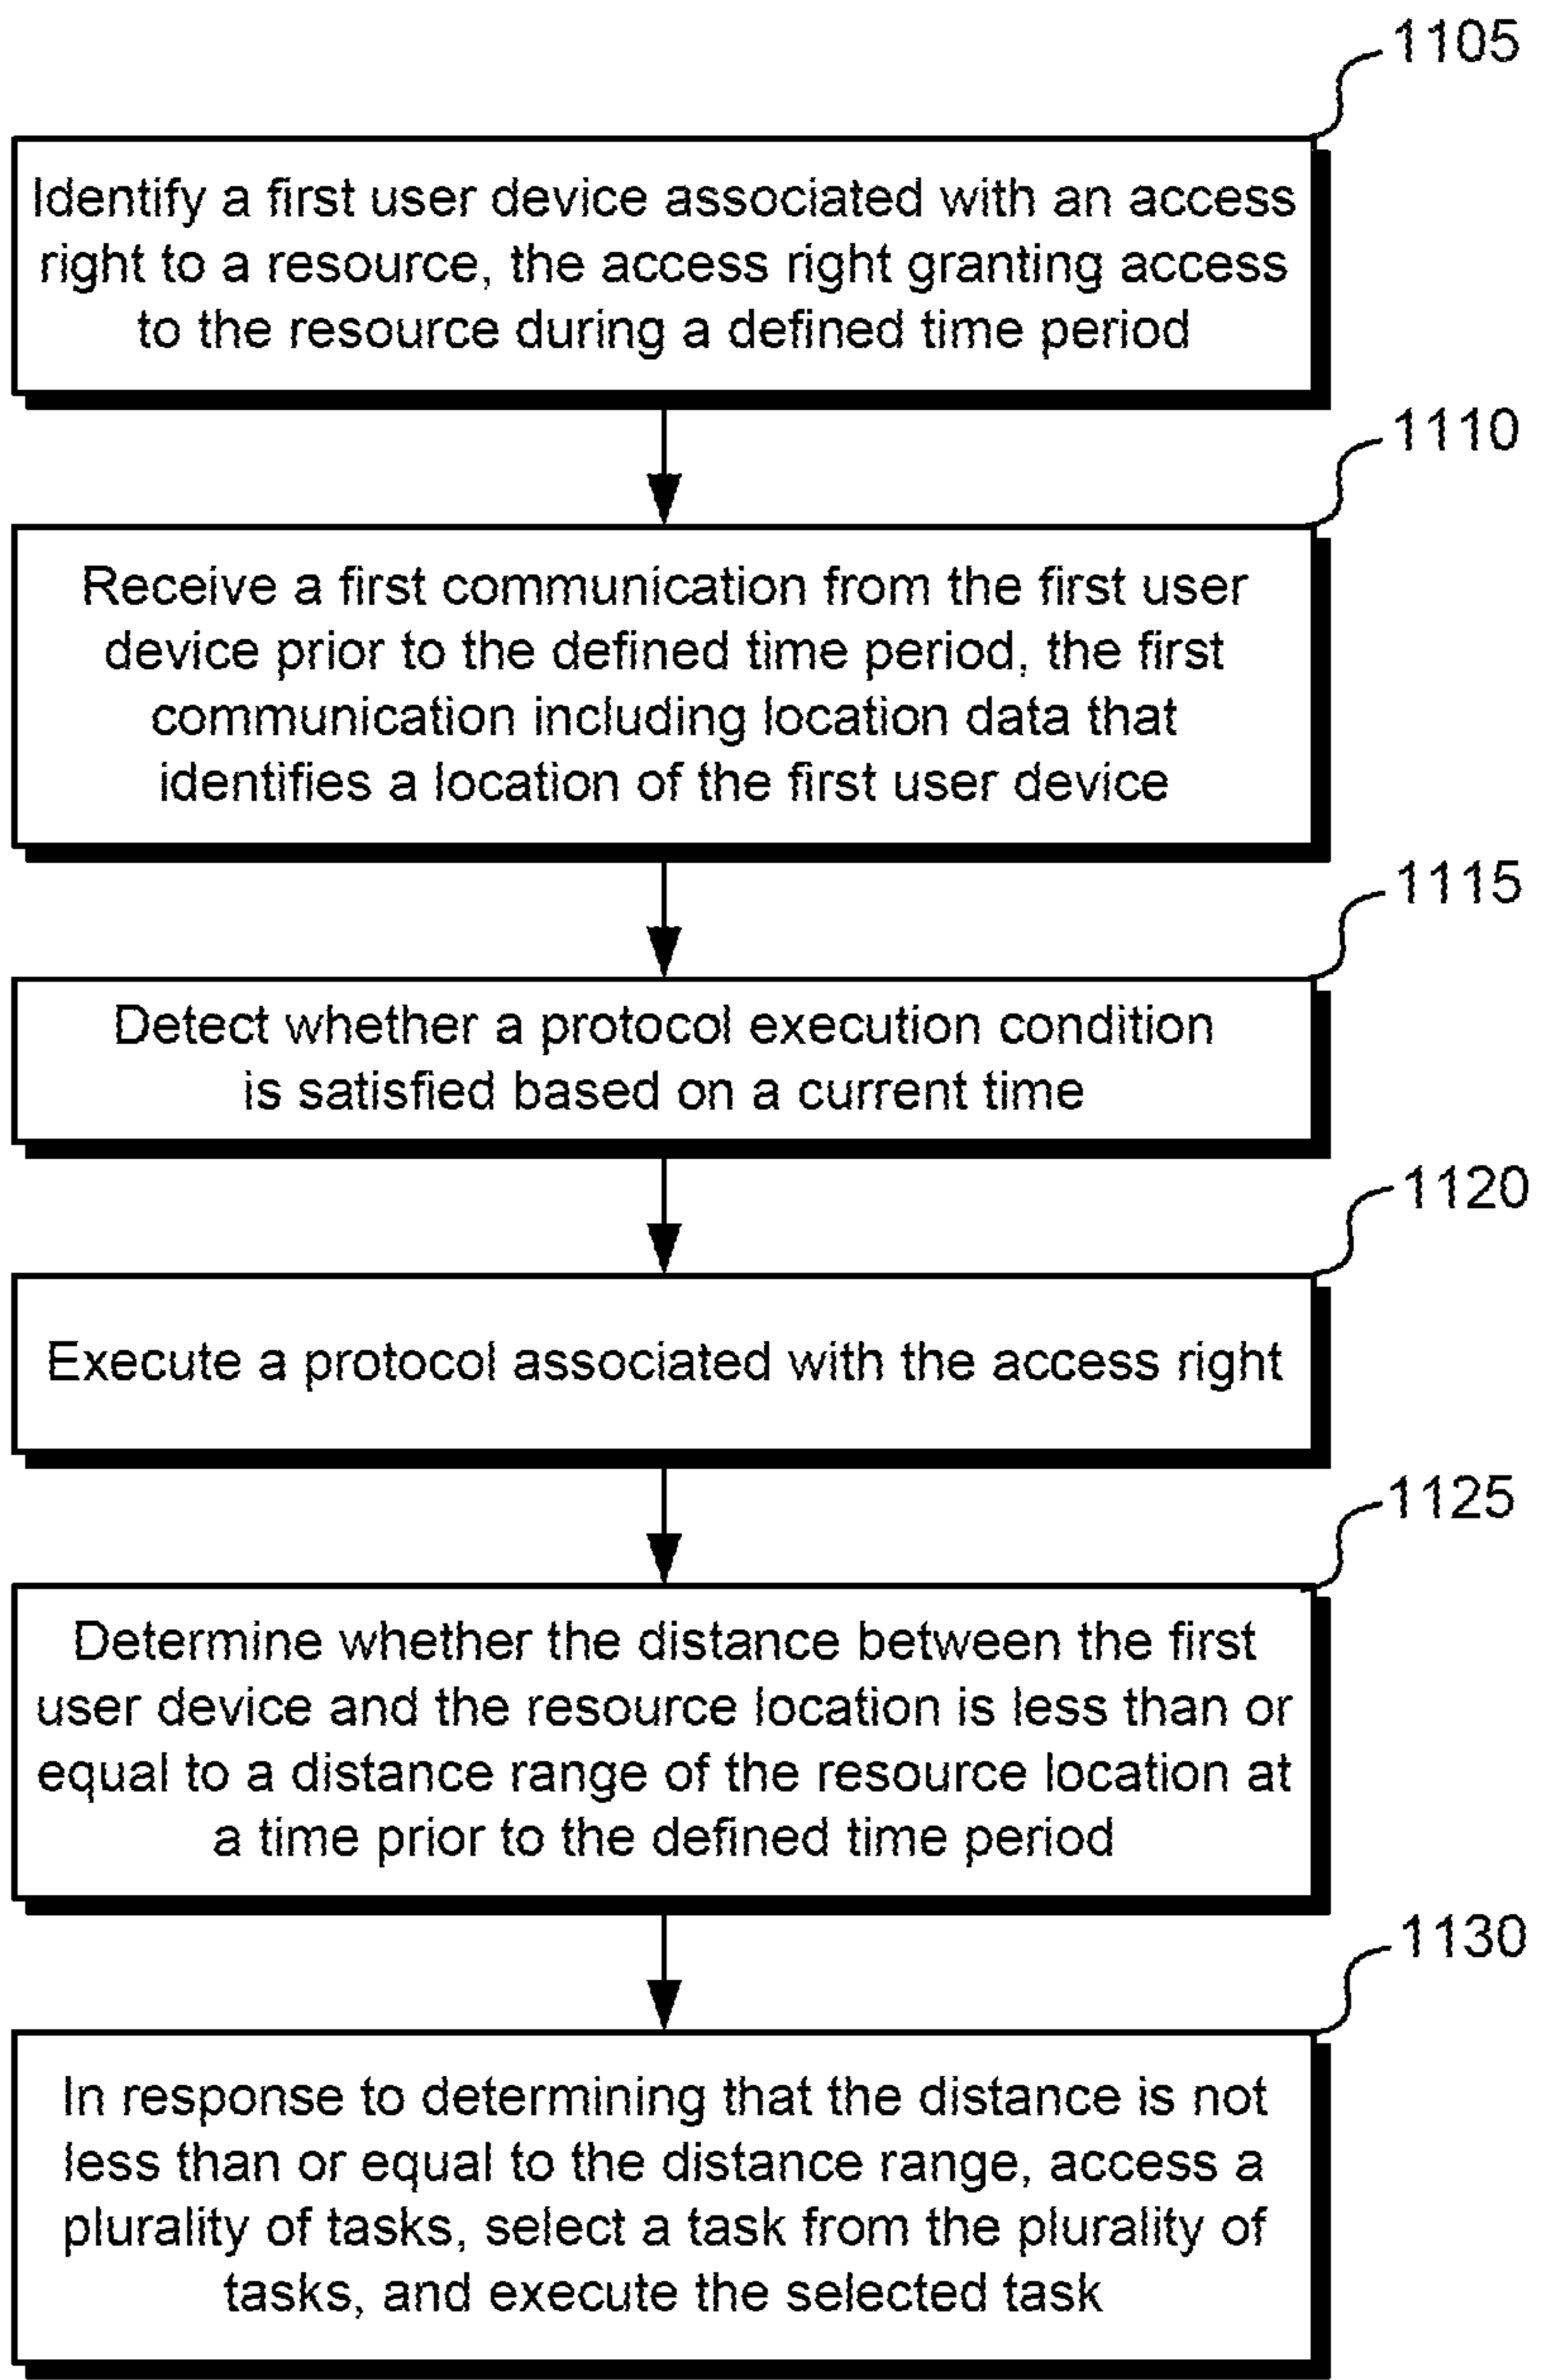 1105
Identify a first user device associated with an access
right to a resource, the access right granting access
to the resource during a defined time period
1110
Receive a first communication from the first user
device prior to the defined time period, the first
communication including location data that
identifies a location of the first user device
1115
Detect whether a protocol execution condition
is satisfied based on a current time
1120
Execute a protocol associated with the access right
1125
Determine whether the distance between the first
user device and the resource location is less than or
equal to a distance range of the resource location at
a time prior to the defined time period
1130
In response to determining that the distance is not
less than or equal to the distance range, access a
plurality of tasks, select a task from the plurality of
tasks, and execute the selected task